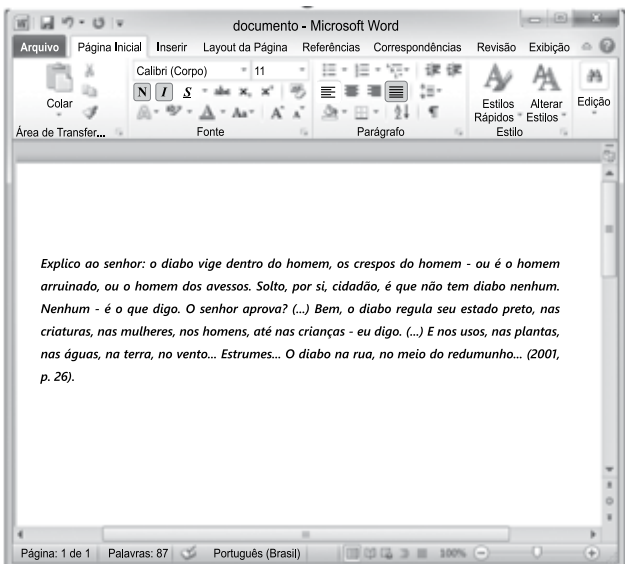 documento - Microsoft Word
Arquivo Página Inicial Inserir Layout da Página Referências Correspondências Revisão Exibição
Calibri (Corpo) 11
Colar
N I S abc x, x'
Aa A A
Estilos Rápidos
Alterar Estilos
Edição
Área de Transfer... Fonte Parágrafo Estilo
Explico ao senhor: o diabo vige dentro do homem, os crespos do homem - ou é o homem
arruinado, ou o homem dos avessos. Solto, por si, cidadão, é que não tem diabo nenhum.
Nenhum - é o que digo. O senhor aprova? (...) Bem, o diabo regula seu estado preto, nas
criaturas, nas mulheres, nos homens, até nas crianças - eu digo. (...) E nos usos, nas plantas,
nas águas, na terra, no vento... Estrumes... O diabo na rua, no meio do redumunho... (2001,
p. 26).
Página: 1 de 1 Palavras: 87 Português (Brasil) 100%